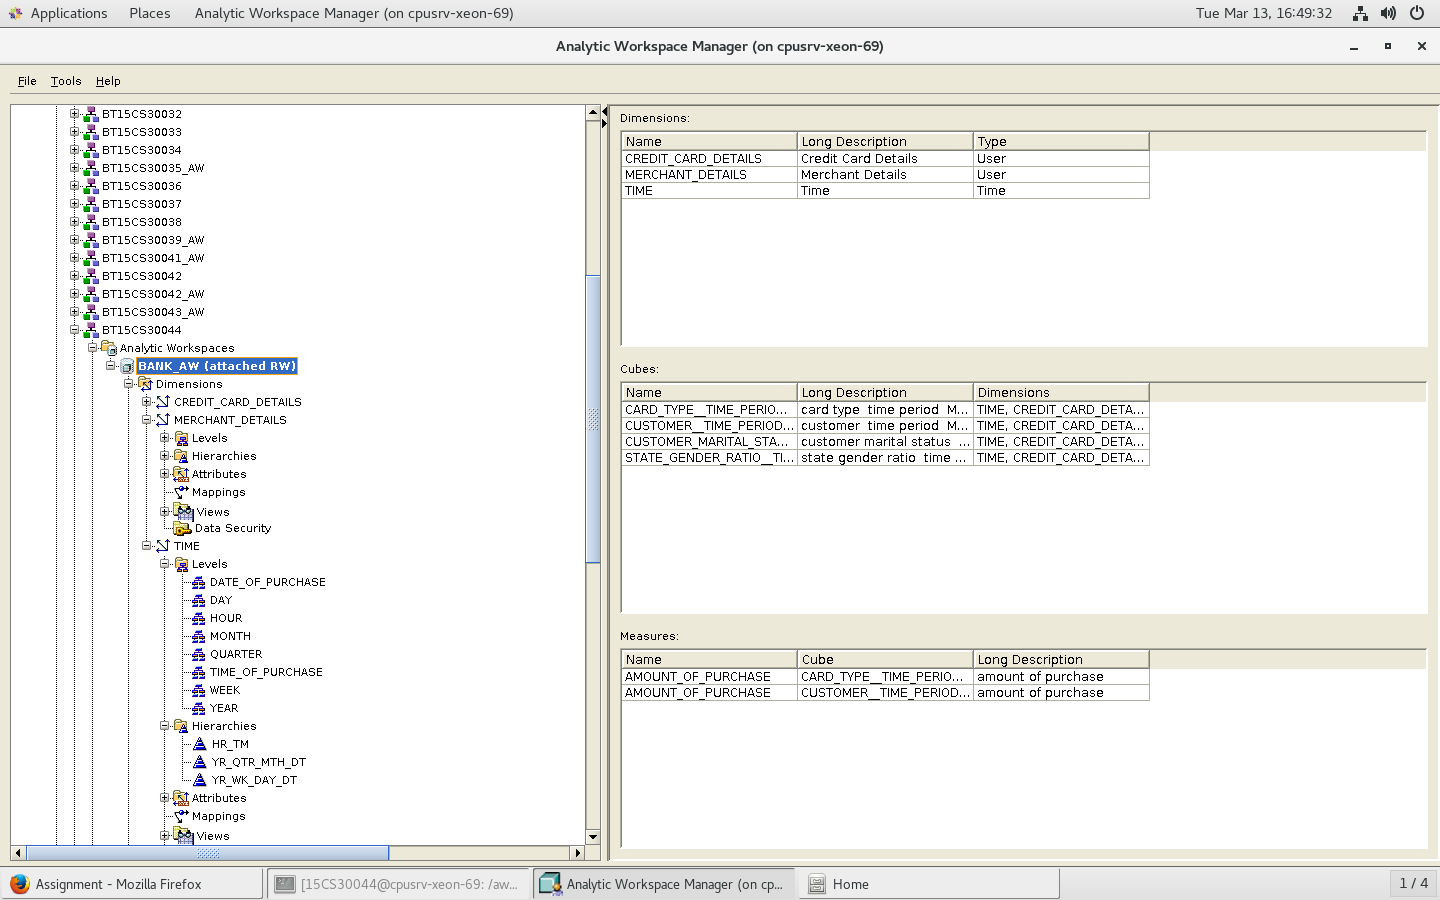 Applications Places Analytic Workspace Manager (on cpusrv-xeon-69) Tue Mar 13, 16:49:32
Analytic Workspace Manager (on cpusrv-xeon-69)
File Tools Help
BT15CS30032
BT15CS30033
BT15CS30034
BT15CS30035_AW
BT15CS30036
BT15CS30037
BT15CS30038
BT15CS30039_AW
BT15CS30041_AW
BT15CS30042
BT15CS30042_AW
BT15CS30043_AW
BT15CS30044
Analytic Workspaces
BANK_AW (attached RW)
Dimensions
CREDIT_CARD_DETAILS
MERCHANT_DETAILS
Levels
Hierarchies
Attributes
Mappings
Views
Data Security
TIME
Levels
DATE_OF_PURCHASE
DAY
HOUR
MONTH
QUARTER
TIME_OF_PURCHASE
WEEK
YEAR
Hierarchies
HR_TM
YR_QTR_MTH_DT
YR_WK_DAY_DT
Attributes
Mappings
Views
Dimensions:
Name Long Description Type
CREDIT_CARD_DETAILS Credit Card Details User
MERCHANT_DETAILS Merchant Details User
TIME Time Time
Cubes:
Name Long Description Dimensions
CARD_TYPE__TIME_PERIO... card type time period M... TIME, CREDIT_CARD_DETA...
CUSTOMER__TIME_PERIOD... customer time period M... TIME, CREDIT_CARD_DETA...
CUSTOMER_MARITAL_STA... customer marital status ... TIME, CREDIT_CARD_DETA...
STATE_GENDER_RATIO__TI... state gender ratio time ... TIME, CREDIT_CARD_DETA...
Measures:
Name Cube Long Description
AMOUNT_OF_PURCHASE CARD_TYPE__TIME_PERIO... amount of purchase
AMOUNT_OF_PURCHASE CUSTOMER__TIME_PERIOD... amount of purchase
Assignment - Mozilla Firefox [15CS30044@cpusrv-xeon-69: /aw... Analytic Workspace Manager (on cp... Home 1 / 4